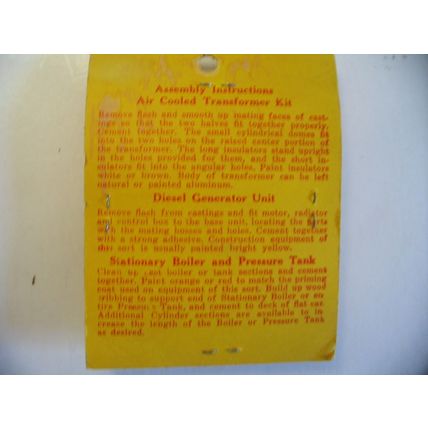 Assembly Instructions
Air Cooled Transformer Kit
Remove flash and smooth up mating faces of cast-
ings so that the two halves fit together properly.
Cement together. The small cylindrical domes fit
into the two holes on the raised center portion of
the transformer. The long insulators stand upright
in the holes provided for them, and the short in-
sulators fit into the angular holes. Paint insulators
white or brown. Body of transformer can be left
natural or painted aluminum.
Diesel Generator Unit
Remove flash from castings and fit motor, radiator
and control box to the base unit, locating the parts
with the mating bosses and holes. Cement together
with a strong adhesive. Construction equipment of
this sort is usually painted bright yellow.
Stationary Boiler and Pressure Tank
Clean up cast boiler or tank sections and cement
together. Paint orange or red to match the priming
coat used on equipment of this sort. Build up wood
cribbing to support end of Stationary Boiler or en-
tire Pressure Tank, and cement to deck of flat car.
Additional Cylinder sections are available to in-
crease the length of the Boiler or Pressure Tank
as desired.